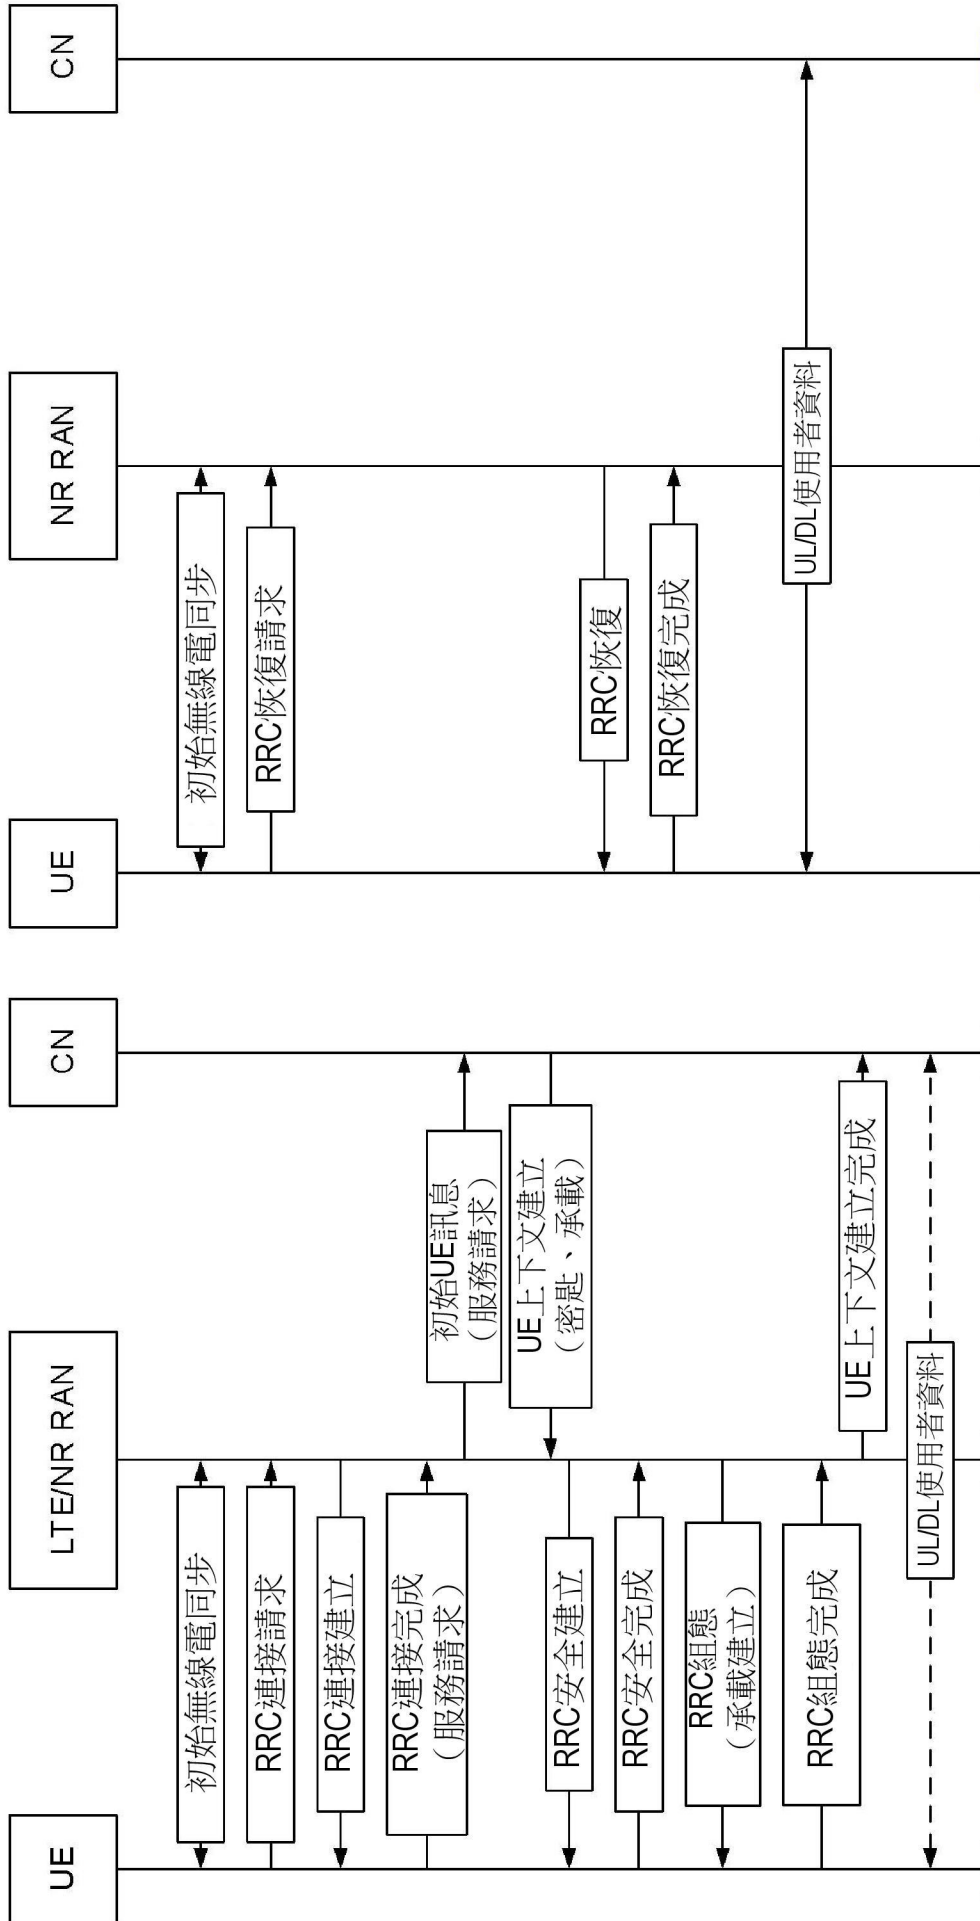 UE
LTE/NR RAN
CN
初始無線電同步
RRC連接請求
RRC連接建立
RRC連接完成
(服務請求)
初始UE訊息
(服務請求)
UE上下文建立
(密匙、承載)
RRC安全建立
RRC安全完成
RRC組態
(承載建立)
RRC組態完成
UE上下文建立完成
UL/DL使用者資料
UE
NR RAN
CN
初始無線電同步
RRC恢復請求
RRC恢復
RRC恢復完成
UL/DL使用者資料